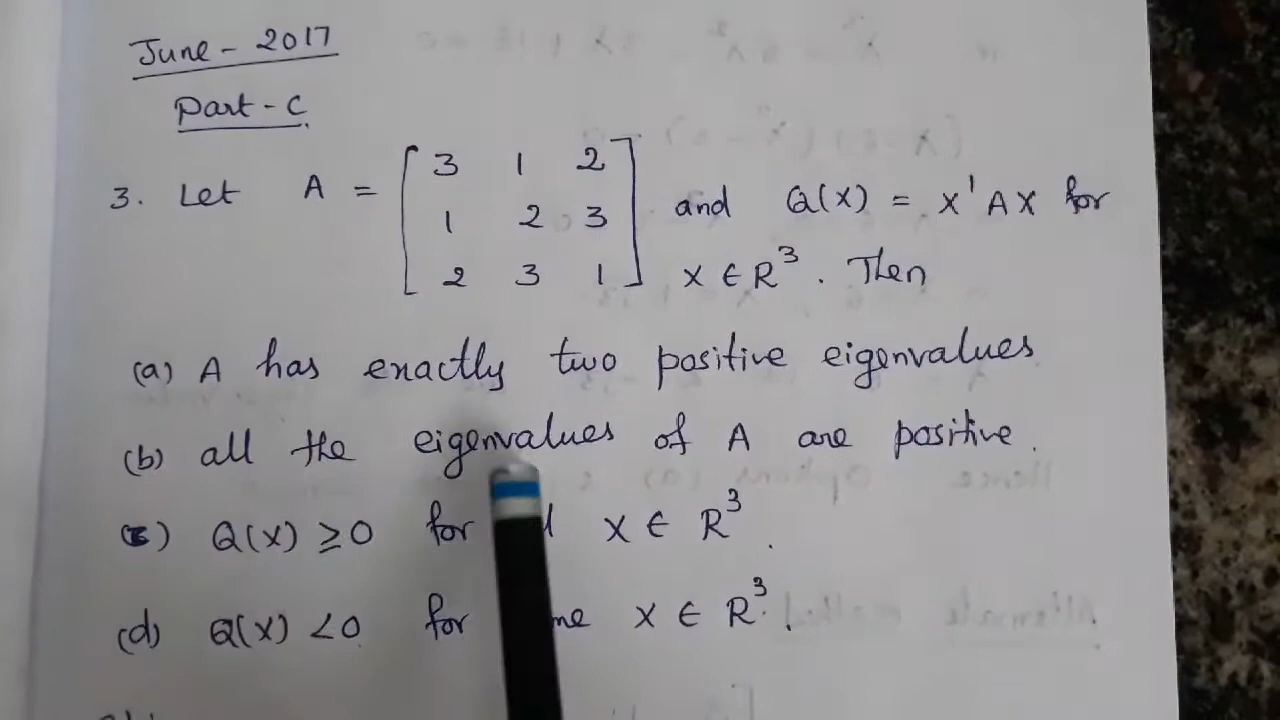 June - 2017
Part - C
3. Let A = [ 3 1 2
1 2 3
2 3 1 ] and Q(X) = X' A X for
X ∈ R³. Then
(a) A has exactly two positive eigenvalues
(b) all the eigenvalues of A are positive.
(c) Q(X) ≥ 0 for X ∈ R³.
(d) Q(X) < 0 for X ∈ R³.